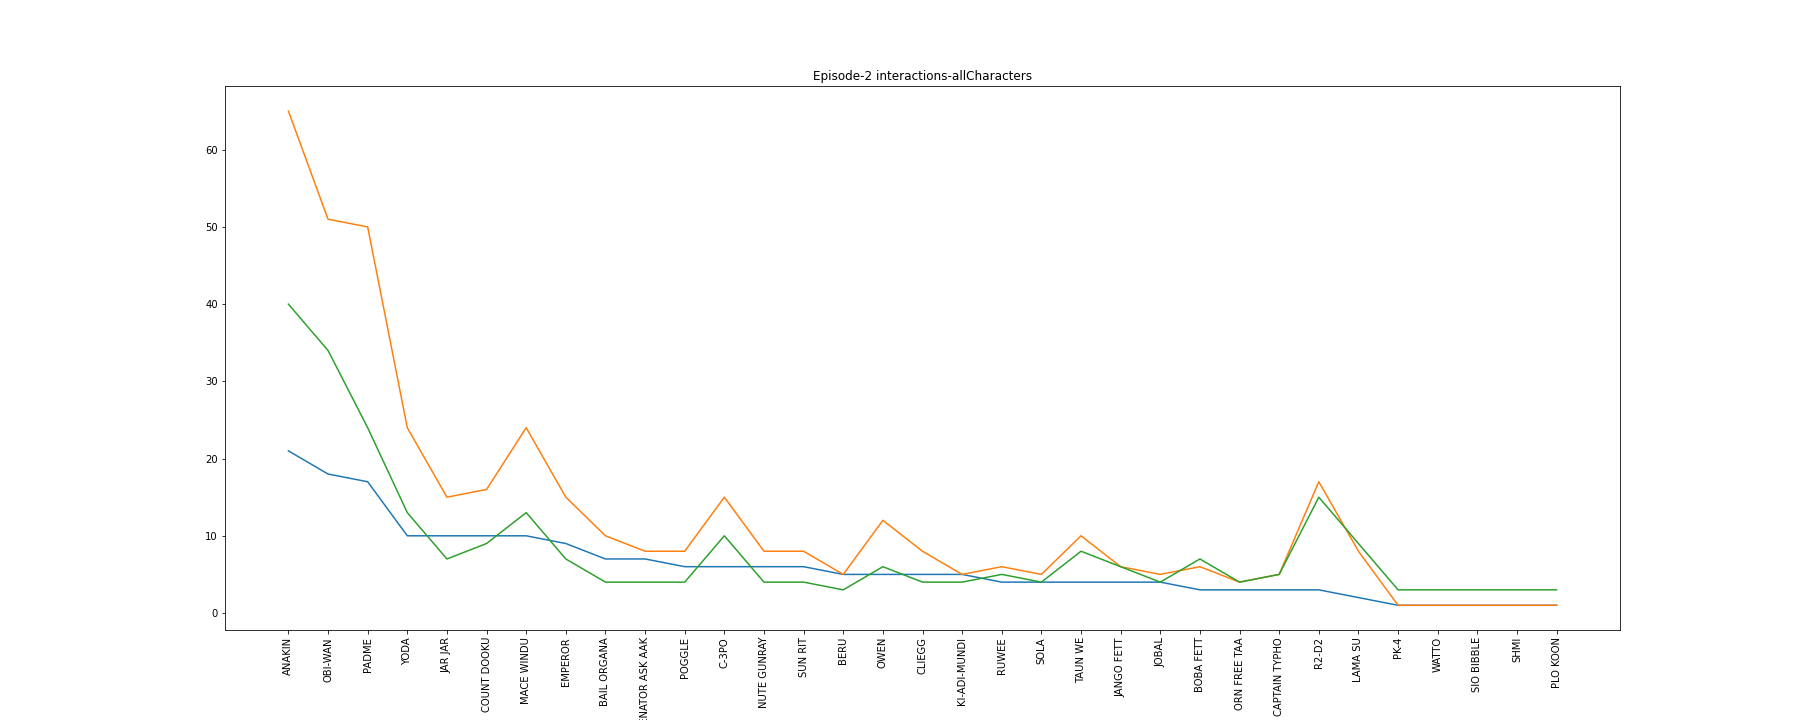 Episode-2 interactions-allCharacters
60
50
40
30
20
10
0
ANAKIN
OBI-WAN
PADME
YODA
JAR JAR
COUNT DOOKU
MACE WINDU
EMPEROR
BAIL ORGANA
ASK AAK
POGGLE
C-3PO
NUTE GUNRAY
SUN RIT
BERU
OWEN
CLIEGG
KI-ADI-MUNDI
RUWEE
SOLA
TAUN WE
JANGO FETT
JOBAL
BOBA FETT
ORN FREE TAA
CAPTAIN TYPHO
R2-D2
LAMA SU
PK-4
WATTO
SIO BIBBLE
SHMI
PLO KOON